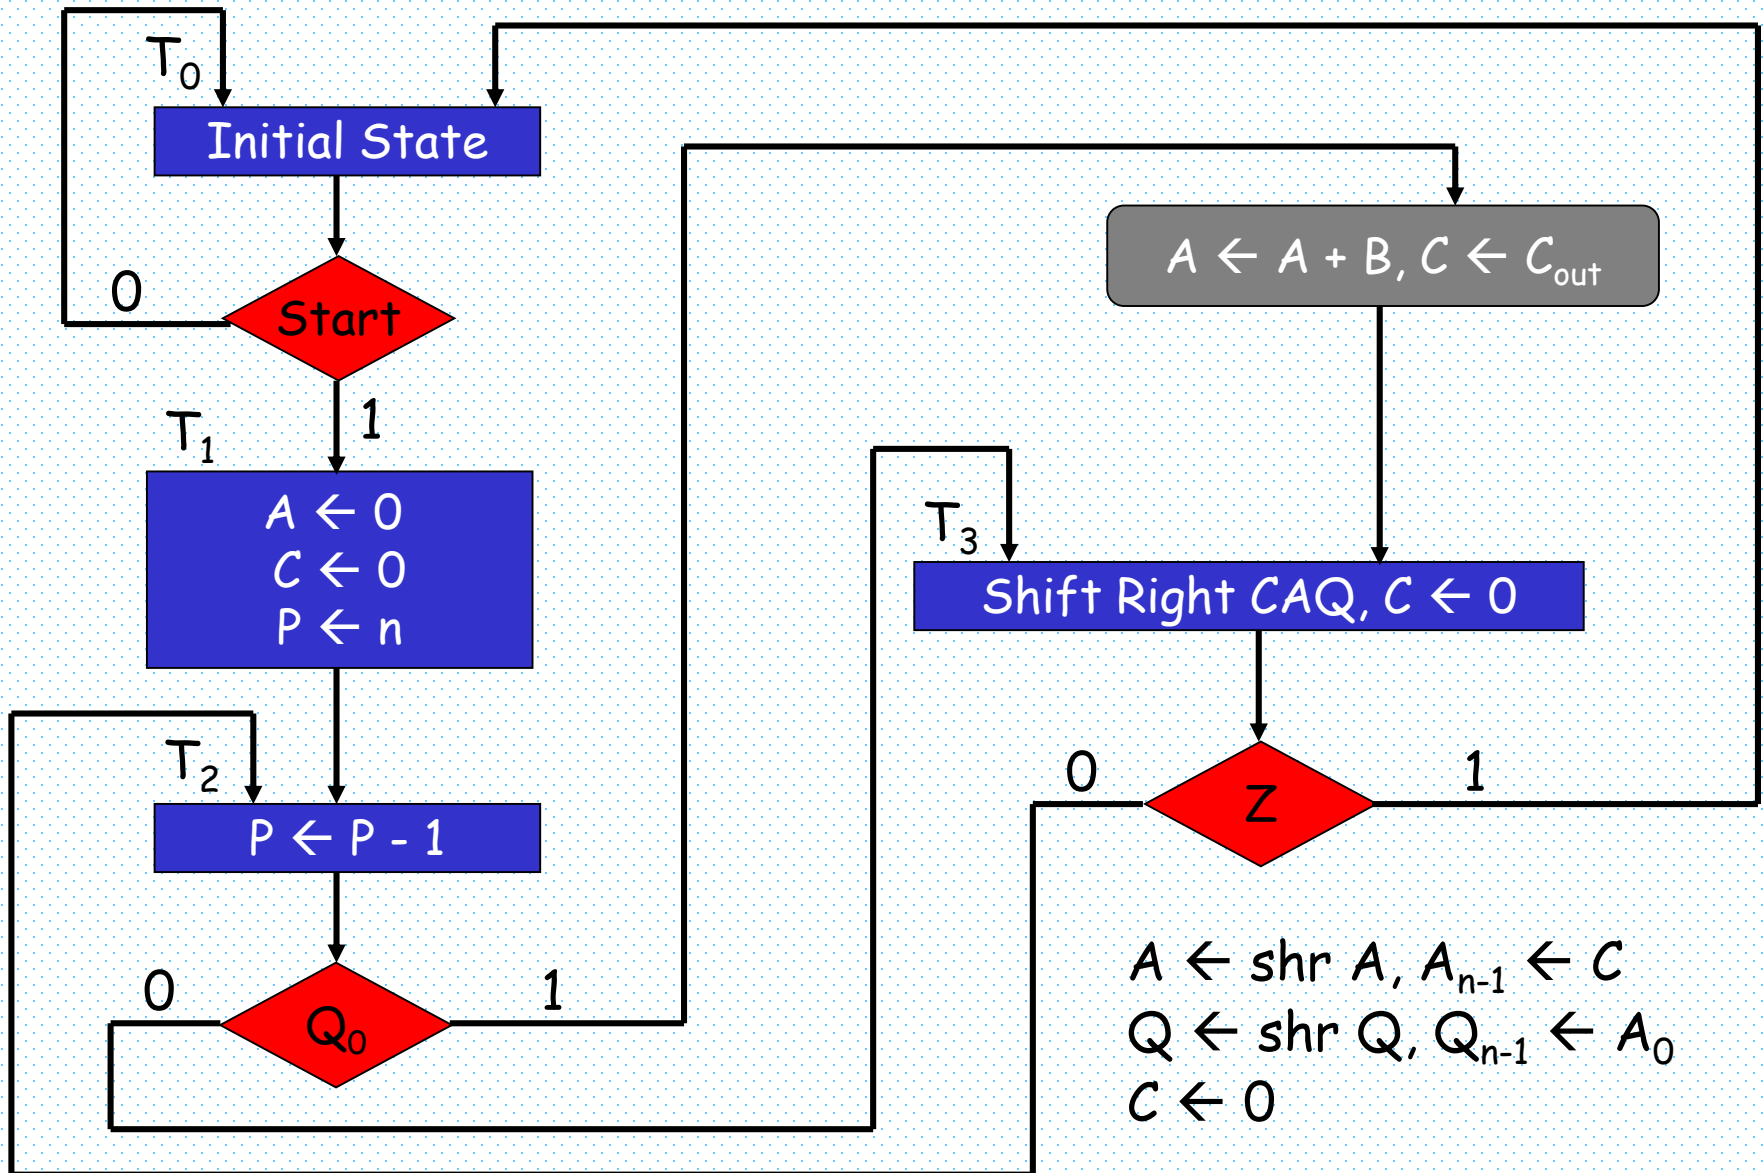 T0
Initial State
0
Start
1
T1
A ← 0
C ← 0
P ← n
T2
P ← P - 1
0
1
Q0
A ← A + B, C ← Cout
T3
Shift Right CAQ, C ← 0
0
1
Z
A ← shr A, An-1 ← C
Q ← shr Q, Qn-1 ← A0
C ← 0